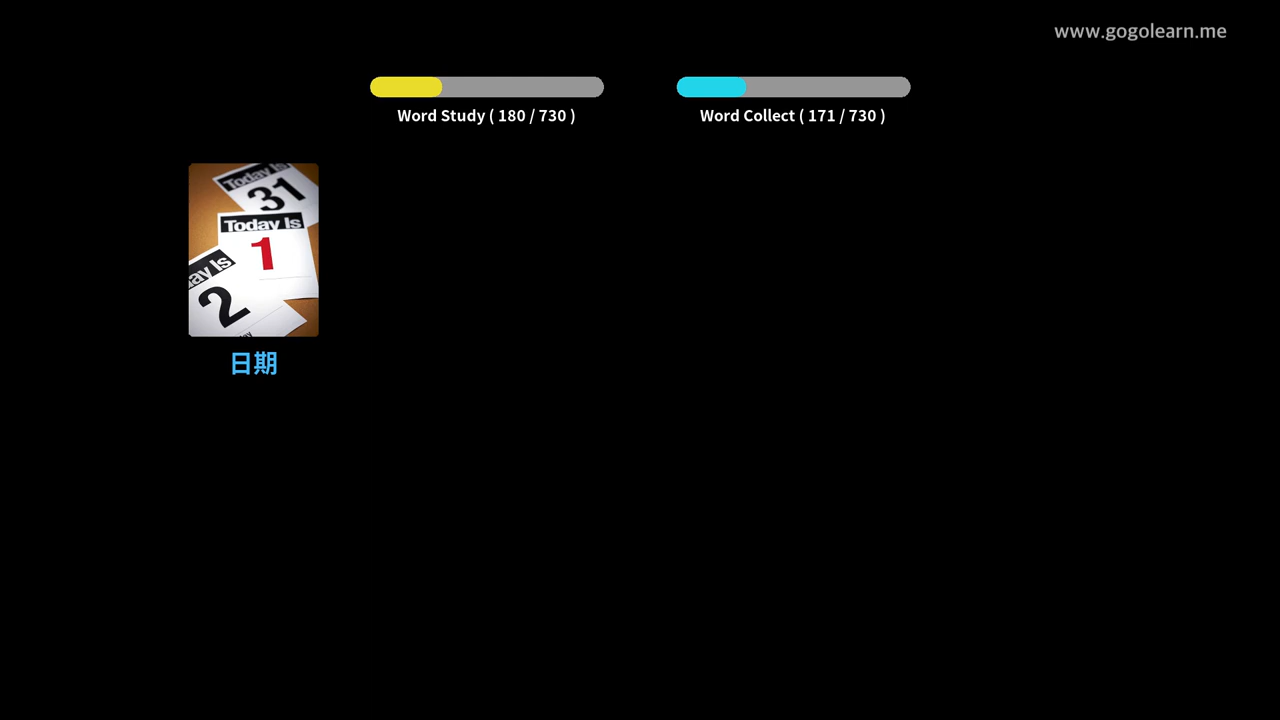 www.gogolearn.me
Word Study ( 180 / 730 )
Word Collect ( 171 / 730 )
Today Is
31
Today Is
1
ay Is
2
日期